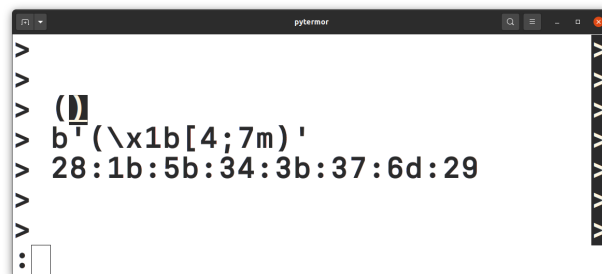 pytermor
>
>
> ()
> b'(\x1b[4;7m)'
> 28:1b:5b:34:3b:37:6d:29
>
>
: